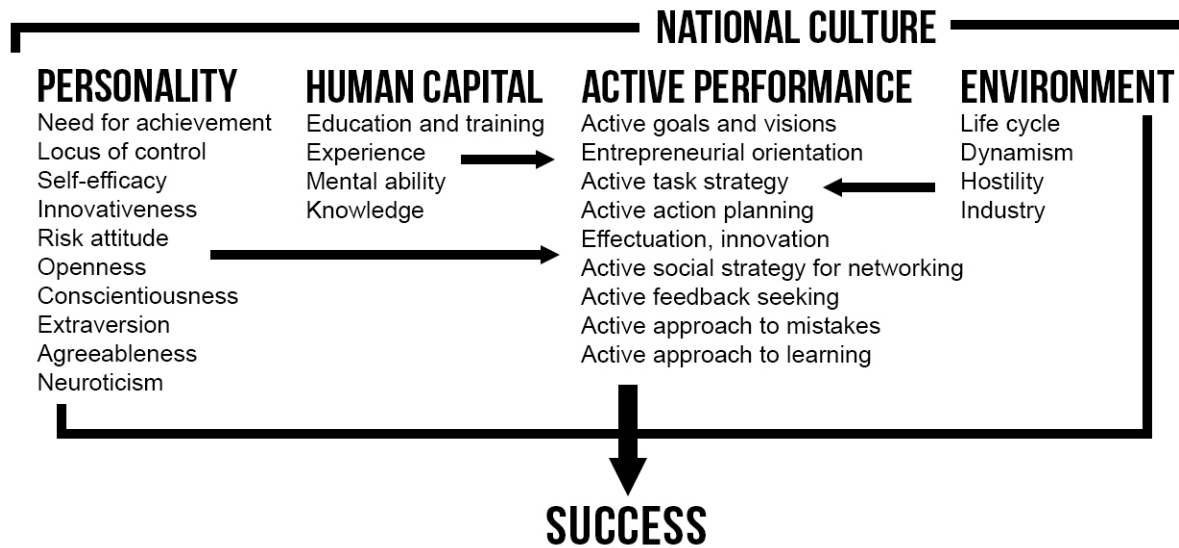 NATIONAL CULTURE
PERSONALITY
Need for achievement
Locus of control
Self-efficacy
Innovativeness
Risk attitude
Openness
Conscientiousness
Extraversion
Agreeableness
Neuroticism
HUMAN CAPITAL
Education and training
Experience
Mental ability
Knowledge
ACTIVE PERFORMANCE
Active goals and visions
Entrepreneurial orientation
Active task strategy
Active action planning
Effectuation, innovation
Active social strategy for networking
Active feedback seeking
Active approach to mistakes
Active approach to learning
ENVIRONMENT
Life cycle
Dynamism
Hostility
Industry
SUCCESS